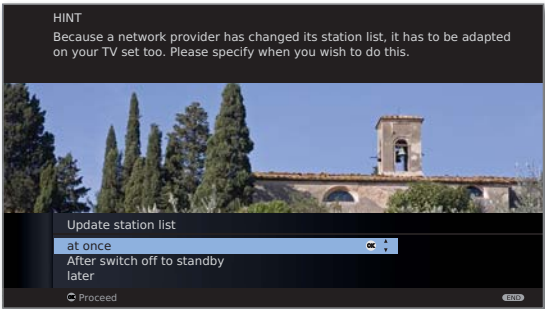 HINT
Because a network provider has changed its station list, it has to be adapted
on your TV set too. Please specify when you wish to do this.
Update station list
at once OK
After switch off to standby
later
Proceed END